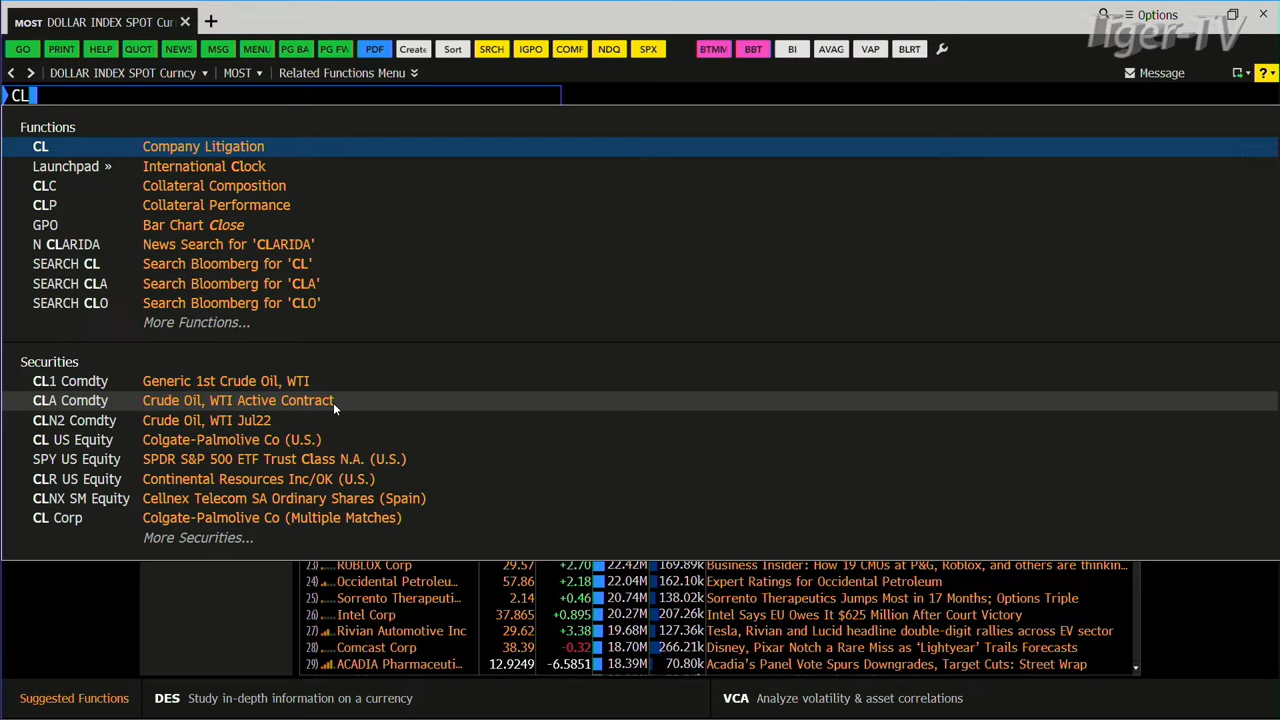 MOST DOLLAR INDEX SPOT Cur
Options
Tiger-TV
GO PRINT HELP QUOT NEWS MSG MENU PG BA PG FW PDF Create Sort SRCH IGPO COMF NDQ SPX BTMM BBT BI AVAG VAP BLRT
DOLLAR INDEX SPOT Curncy MOST Related Functions Menu Message ?
CL
Functions
CL Company Litigation
Launchpad » International Clock
CLC Collateral Composition
CLP Collateral Performance
GPO Bar Chart Close
N CLARIDA News Search for 'CLARIDA'
SEARCH CL Search Bloomberg for 'CL'
SEARCH CLA Search Bloomberg for 'CLA'
SEARCH CLO Search Bloomberg for 'CLO'
More Functions...
Securities
CL1 Comdty Generic 1st Crude Oil, WTI
CLA Comdty Crude Oil, WTI Active Contract
CLN2 Comdty Crude Oil, WTI Jul22
CL US Equity Colgate-Palmolive Co (U.S.)
SPY US Equity SPDR S&P 500 ETF Trust Class N.A. (U.S.)
CLR US Equity Continental Resources Inc/OK (U.S.)
CLNX SM Equity Cellnex Telecom SA Ordinary Shares (Spain)
CL Corp Colgate-Palmolive Co (Multiple Matches)
More Securities...
23) ROBLOX Corp 29.57 +2.70 22.42M 169.89k Business Insider: How 19 CMOs at P&G, Roblox, and others are thinkin...
24) Occidental Petroleu... 57.86 +2.18 22.04M 162.10k Expert Ratings for Occidental Petroleum
25) Sorrento Therapeuti... 2.14 +0.46 20.74M 138.02k Sorrento Therapeutics Jumps Most in 17 Months; Options Triple
26) Intel Corp 37.865 +0.895 20.27M 207.26k Intel Says EU Owes It $625 Million After Court Victory
27) Rivian Automotive Inc 29.62 +3.38 19.68M 127.36k Tesla, Rivian and Lucid headline double-digit rallies across EV sector
28) Comcast Corp 38.39 -0.32 18.70M 266.21k Disney, Pixar Notch a Rare Miss as ‘Lightyear’ Trails Forecasts
29) ACADIA Pharmaceuti... 12.9249 -6.5851 18.39M 70.80k Acadia’s Panel Vote Spurs Downgrades, Target Cuts: Street Wrap
Suggested Functions DES Study in-depth information on a currency VCA Analyze volatility & asset correlations